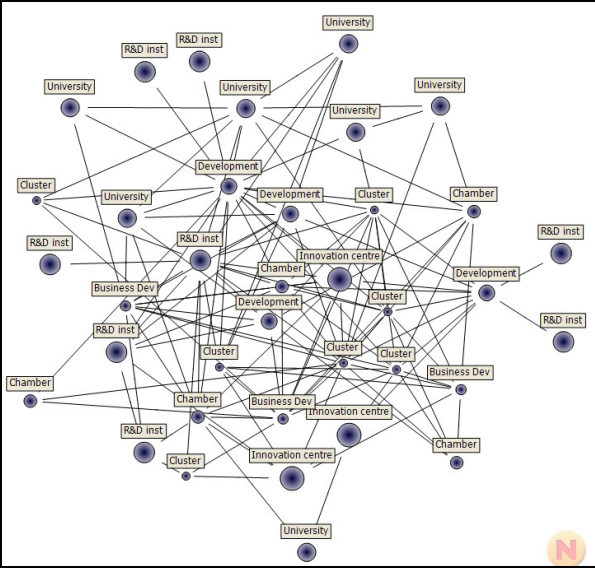 University
R&D inst
R&D inst
University
University
University
University
Development
Cluster
University
Development
Cluster
Chamber
R&D inst
R&D inst
R&D inst
Innovation centre
Chamber
Development
Business Dev
Cluster
Development
R&D inst
R&D inst
Cluster
Cluster
Cluster
Business Dev
Chamber
Chamber
Business Dev
Innovation centre
R&D inst
Chamber
Cluster
Innovation centre
University
N